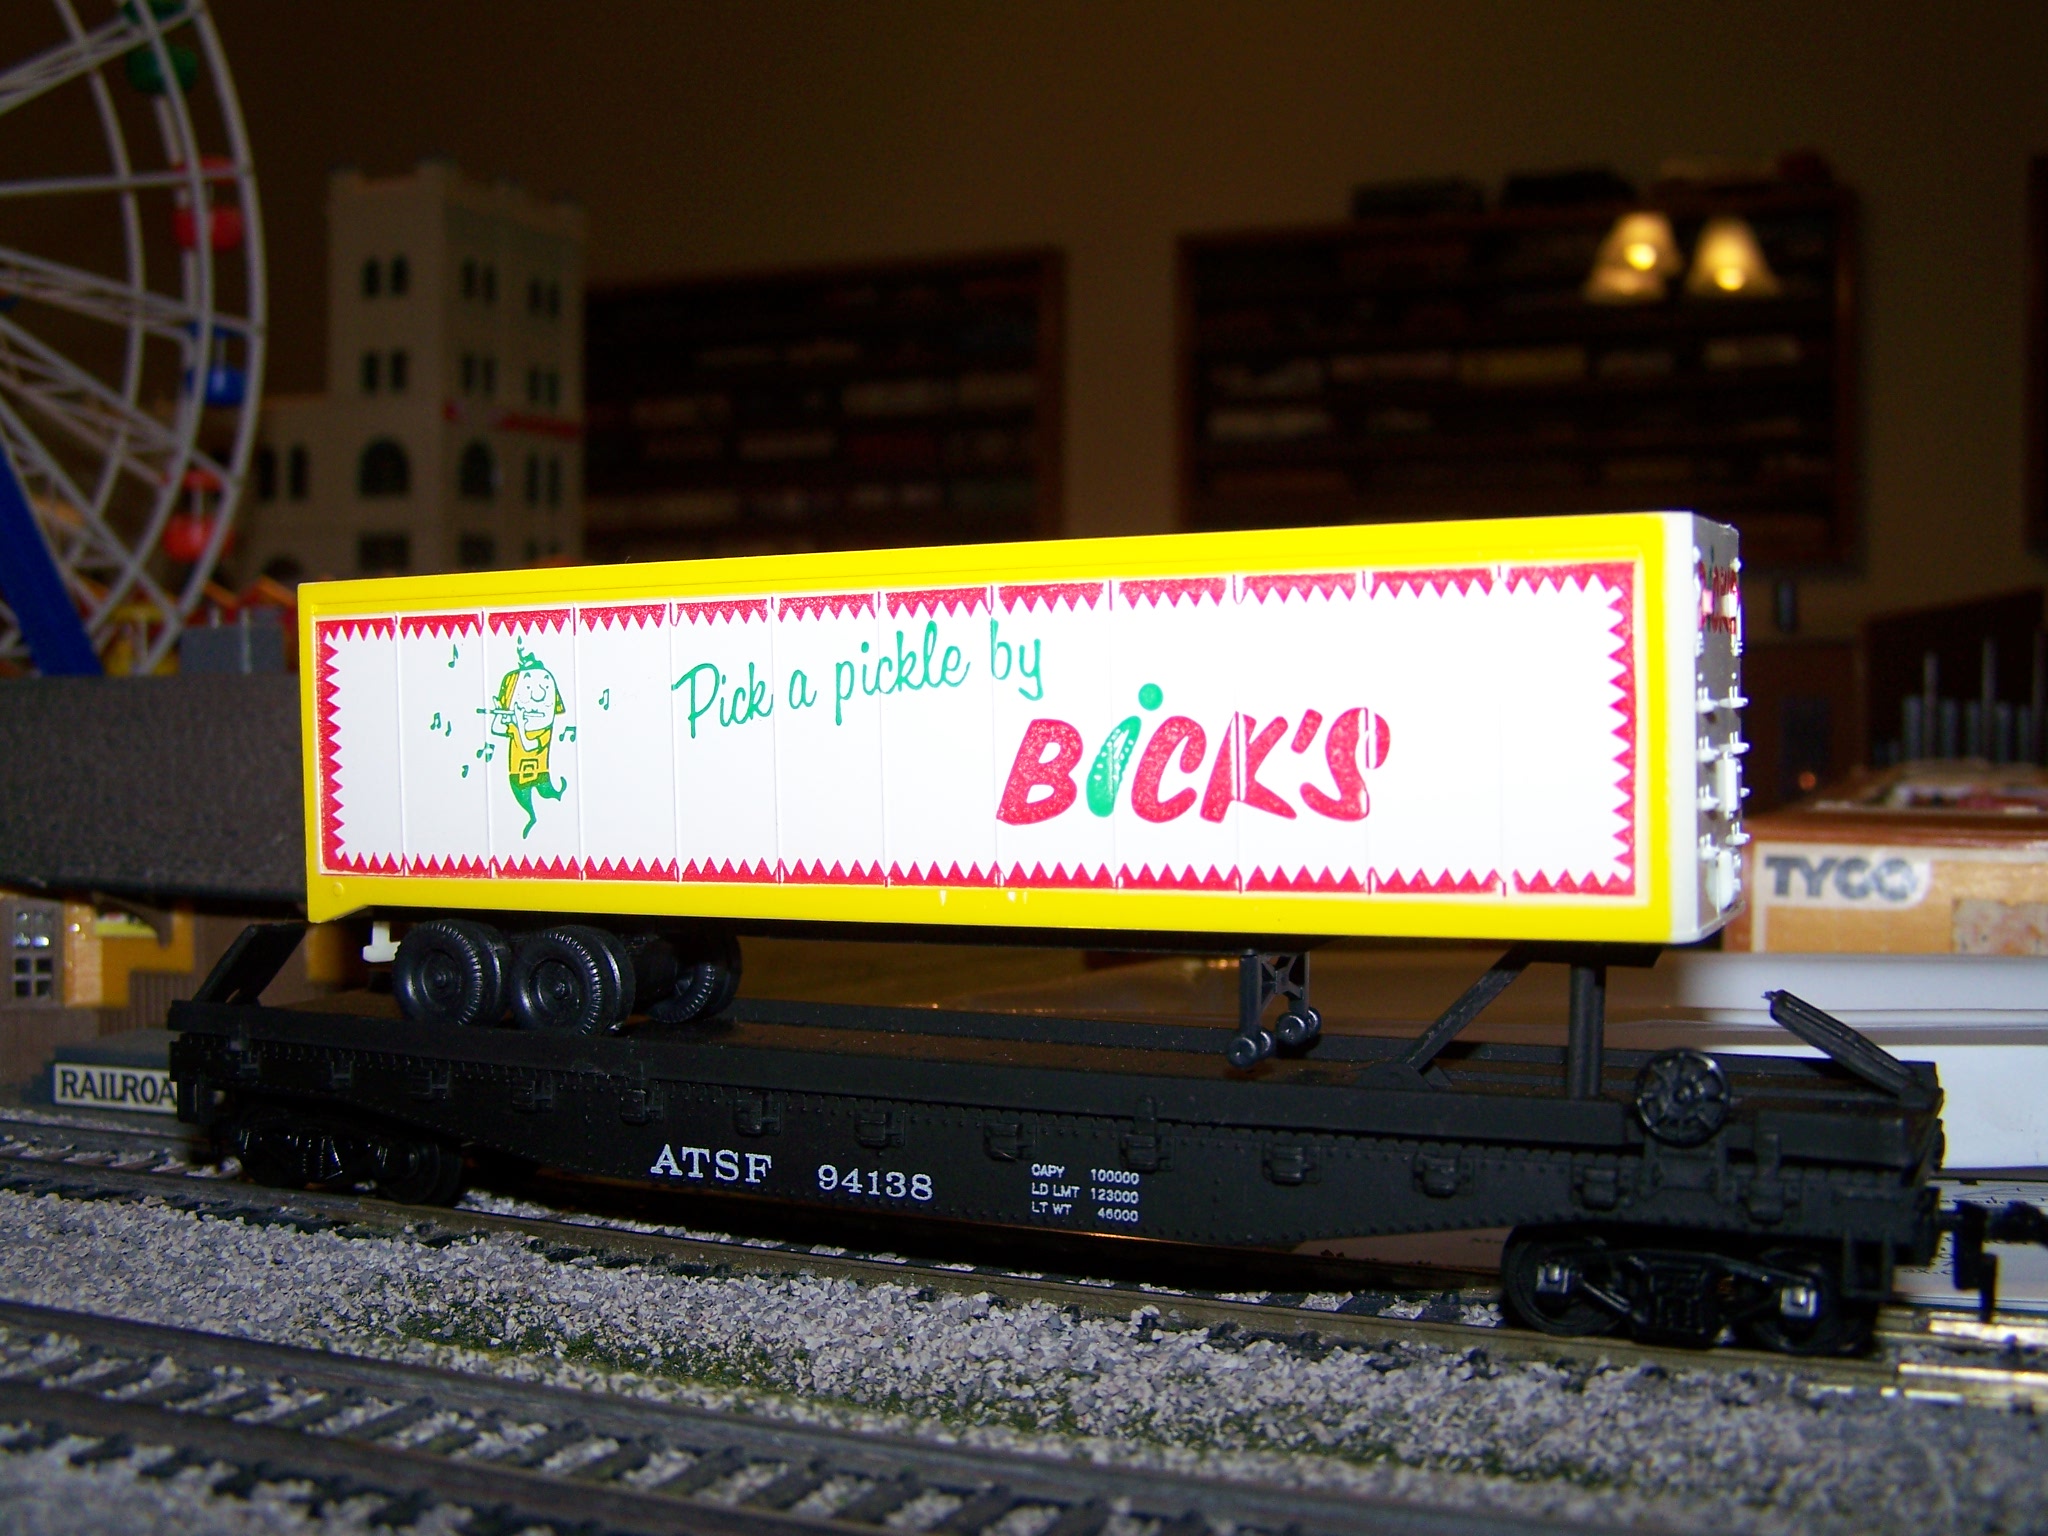 Pick a pickle by
BiCK'S
TYCO
RAILROA
ATSF 94138
CAPY 100000
LD LMT 123000
LT WT 46000